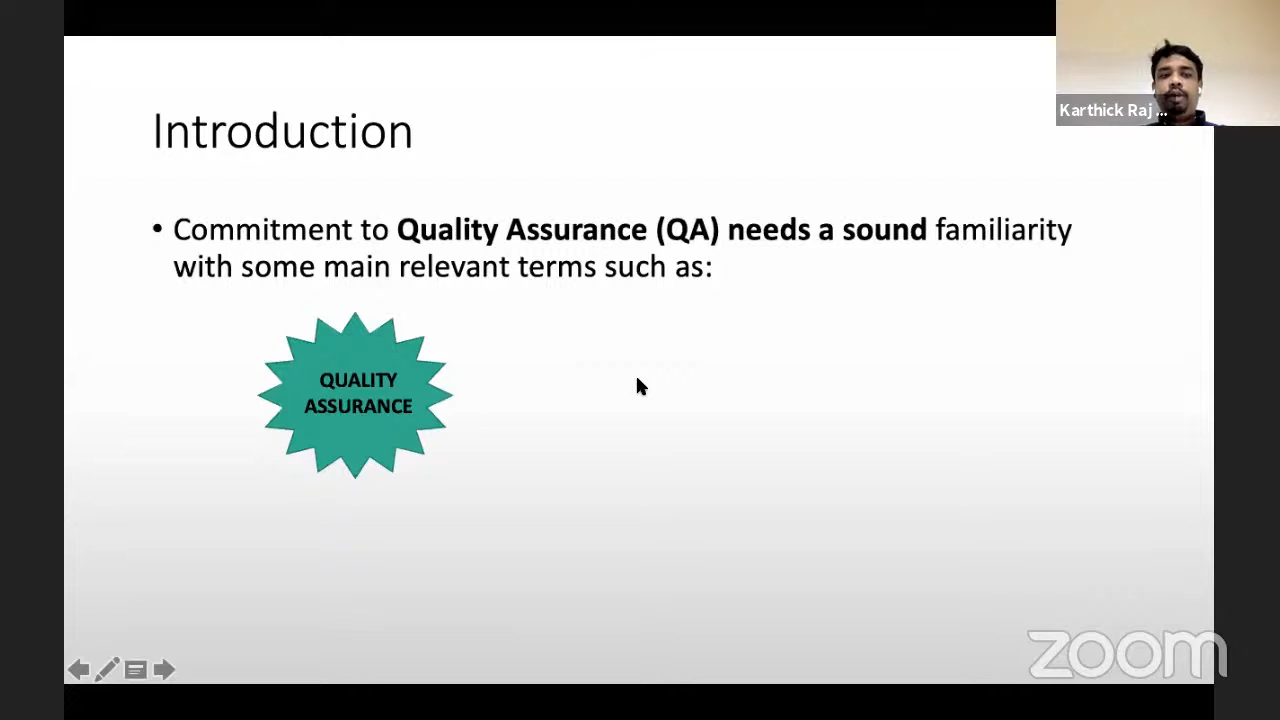 Karthick Raj ...
Introduction
• Commitment to Quality Assurance (QA) needs a sound familiarity
with some main relevant terms such as:
QUALITY
ASSURANCE
zoom